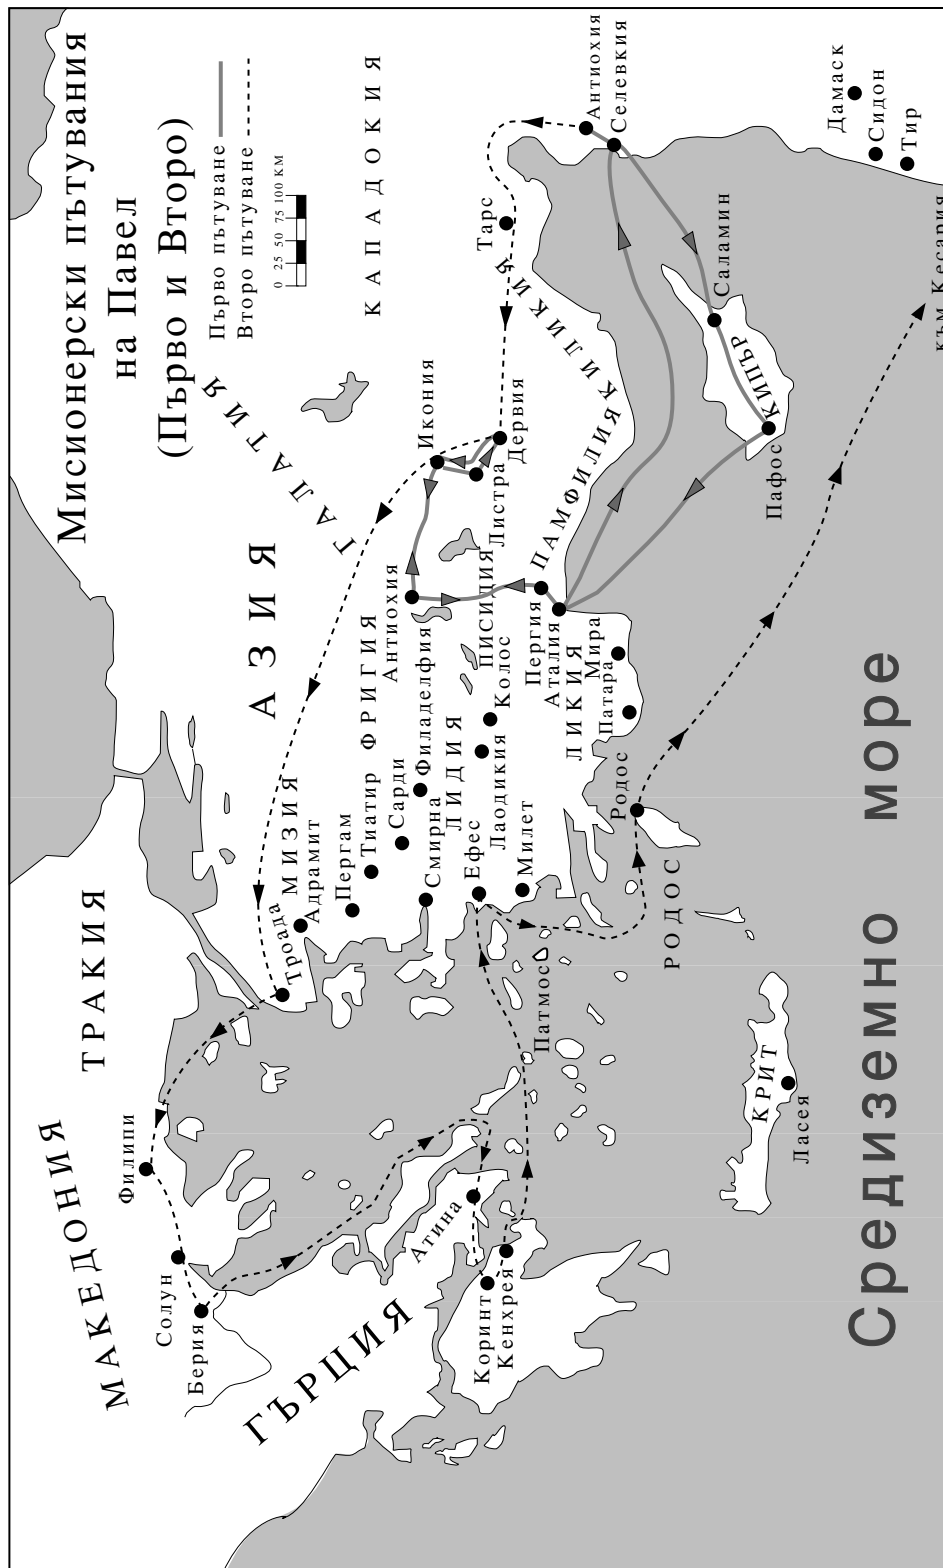 Мисионерски пътувания
на Павел
(Първо и Второ)
Първо пътуване
Второ пътуване
0 25 50 75 100 КМ
КАПАДОКИЯ
ГАЛАТИЯ
АЗИЯ
ТРАКИЯ
МАКЕДОНИЯ
Филипи
Солун
Берия
ГЪРЦИЯ
Атина
Коринт
Кенхрея
Троада
МИЗИЯ
Адрамит
Пергам
Тиатир
ФРИГИЯ
Сарди
Филаделфия
Смирна
ЛИДИЯ
Ефес
Лаодикия
Колос
Милет
Патмос
Антиохия
ПИСИДИЯ
Икония
Листра
Дервия
ПАМФИЛИЯ
Пергия
Аталия
ЛИКИЯ
Мира
Патара
Родос
РОДОС
КИЛИКИЯ
Тарс
Антиохия
Селевкия
Саламин
КИПЪР
Пафос
Дамаск
Сидон
Тир
към Кесария
КРИТ
Ласея
Средиземно море